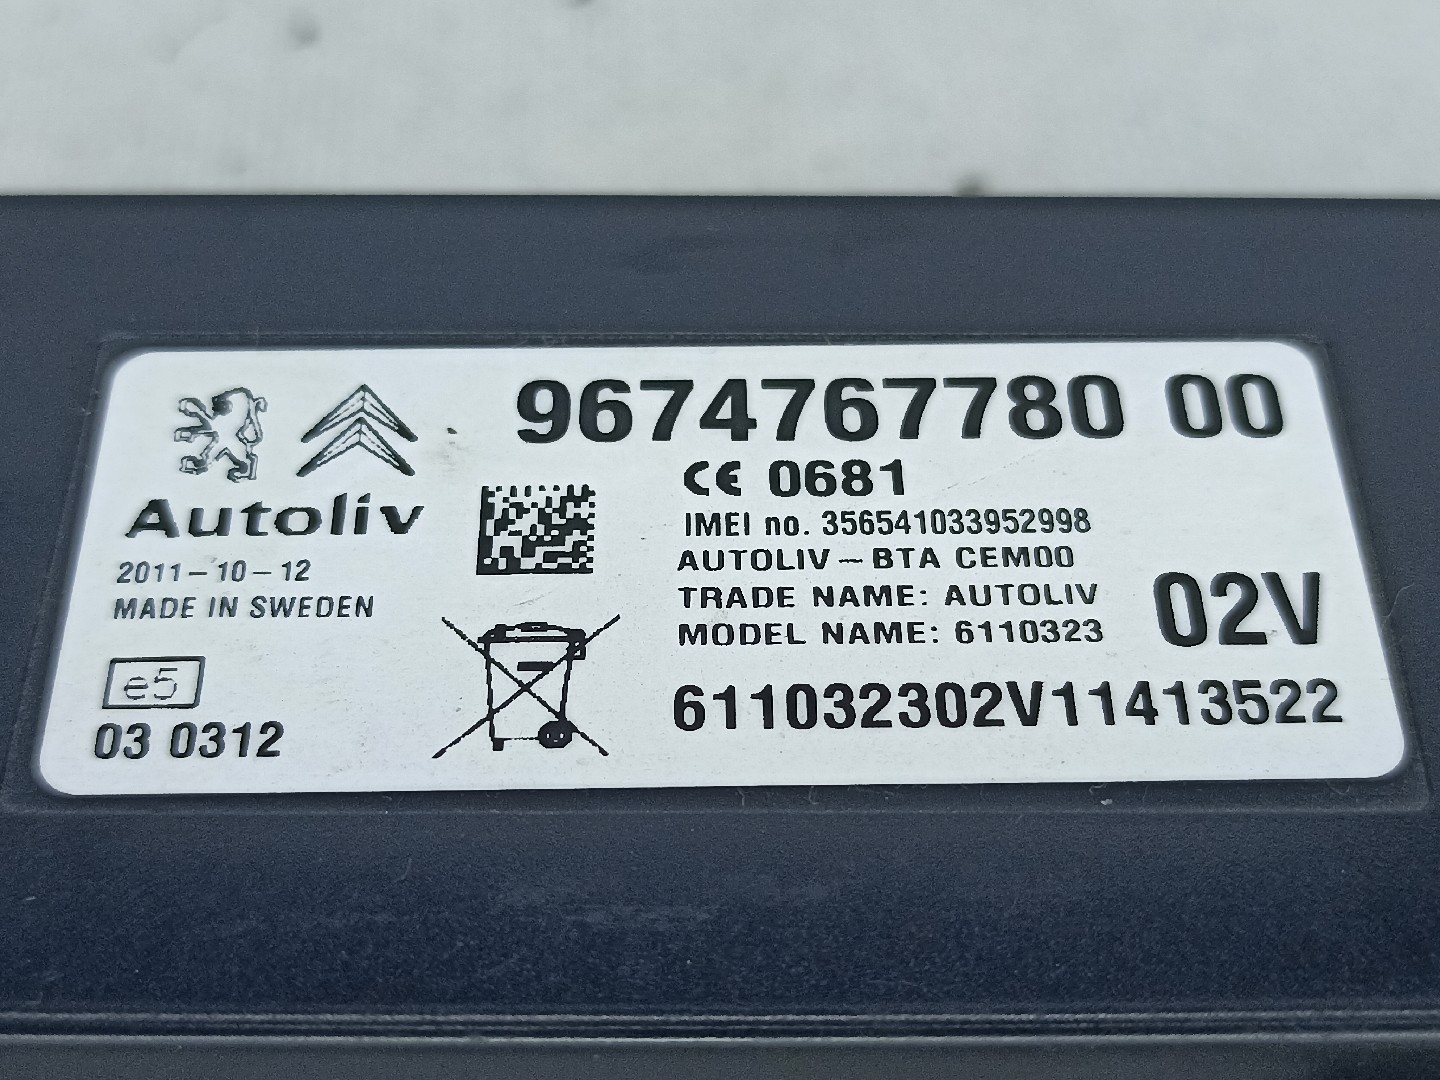 9674767780 00
CE 0681
IMEI no. 356541033952998
AUTOLIV-BTA CEM00
TRADE NAME: AUTOLIV
MODEL NAME: 6110323
02V
611032302V11413522
Autoliv
2011-10-12
MADE IN SWEDEN
e5
03 0312